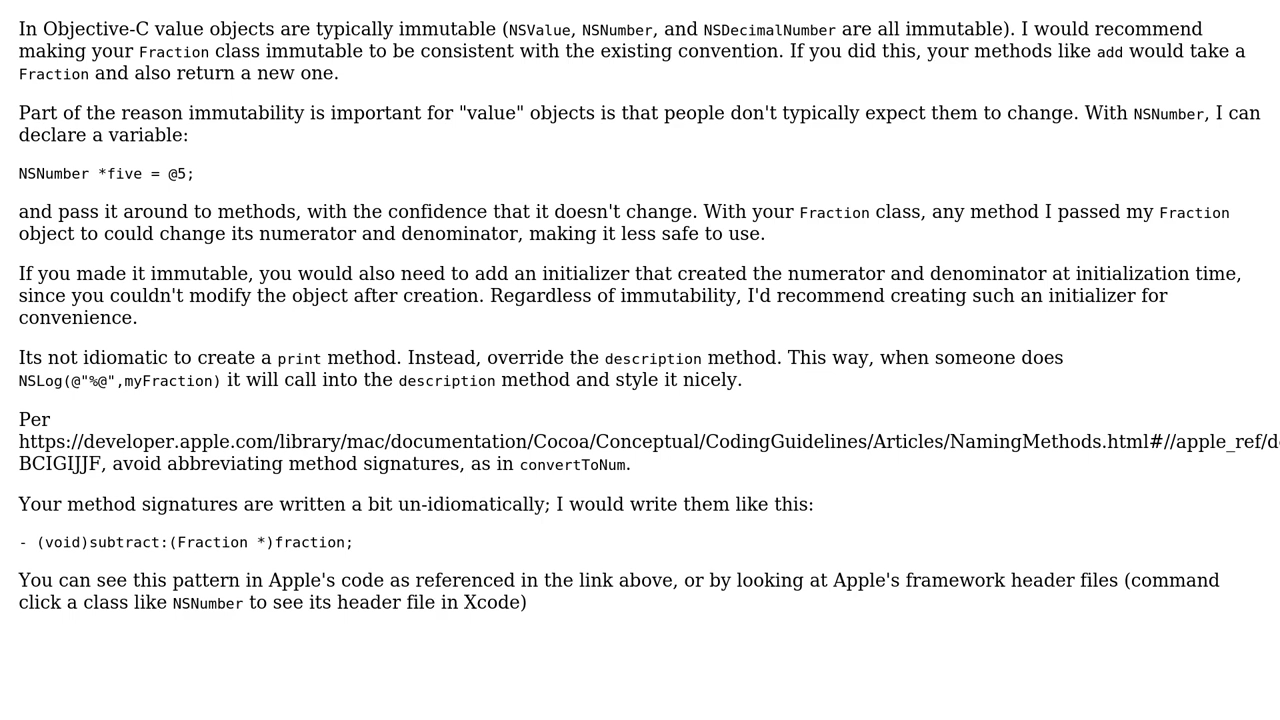 In Objective-C value objects are typically immutable (NSValue, NSNumber, and NSDecimalNumber are all immutable). I would recommend
making your Fraction class immutable to be consistent with the existing convention. If you did this, your methods like add would take a
Fraction and also return a new one.
Part of the reason immutability is important for "value" objects is that people don't typically expect them to change. With NSNumber, I can
declare a variable:
NSNumber *five = @5;
and pass it around to methods, with the confidence that it doesn't change. With your Fraction class, any method I passed my Fraction
object to could change its numerator and denominator, making it less safe to use.
If you made it immutable, you would also need to add an initializer that created the numerator and denominator at initialization time,
since you couldn't modify the object after creation. Regardless of immutability, I'd recommend creating such an initializer for
convenience.
Its not idiomatic to create a print method. Instead, override the description method. This way, when someone does
NSLog(@"%@",myFraction) it will call into the description method and style it nicely.
Per
https://developer.apple.com/library/mac/documentation/Cocoa/Conceptual/CodingGuidelines/Articles/NamingMethods.html#//apple_ref/d
BCIGIJJF, avoid abbreviating method signatures, as in convertToNum.
Your method signatures are written a bit un-idiomatically; I would write them like this:
- (void)subtract:(Fraction *)fraction;
You can see this pattern in Apple's code as referenced in the link above, or by looking at Apple's framework header files (command
click a class like NSNumber to see its header file in Xcode)